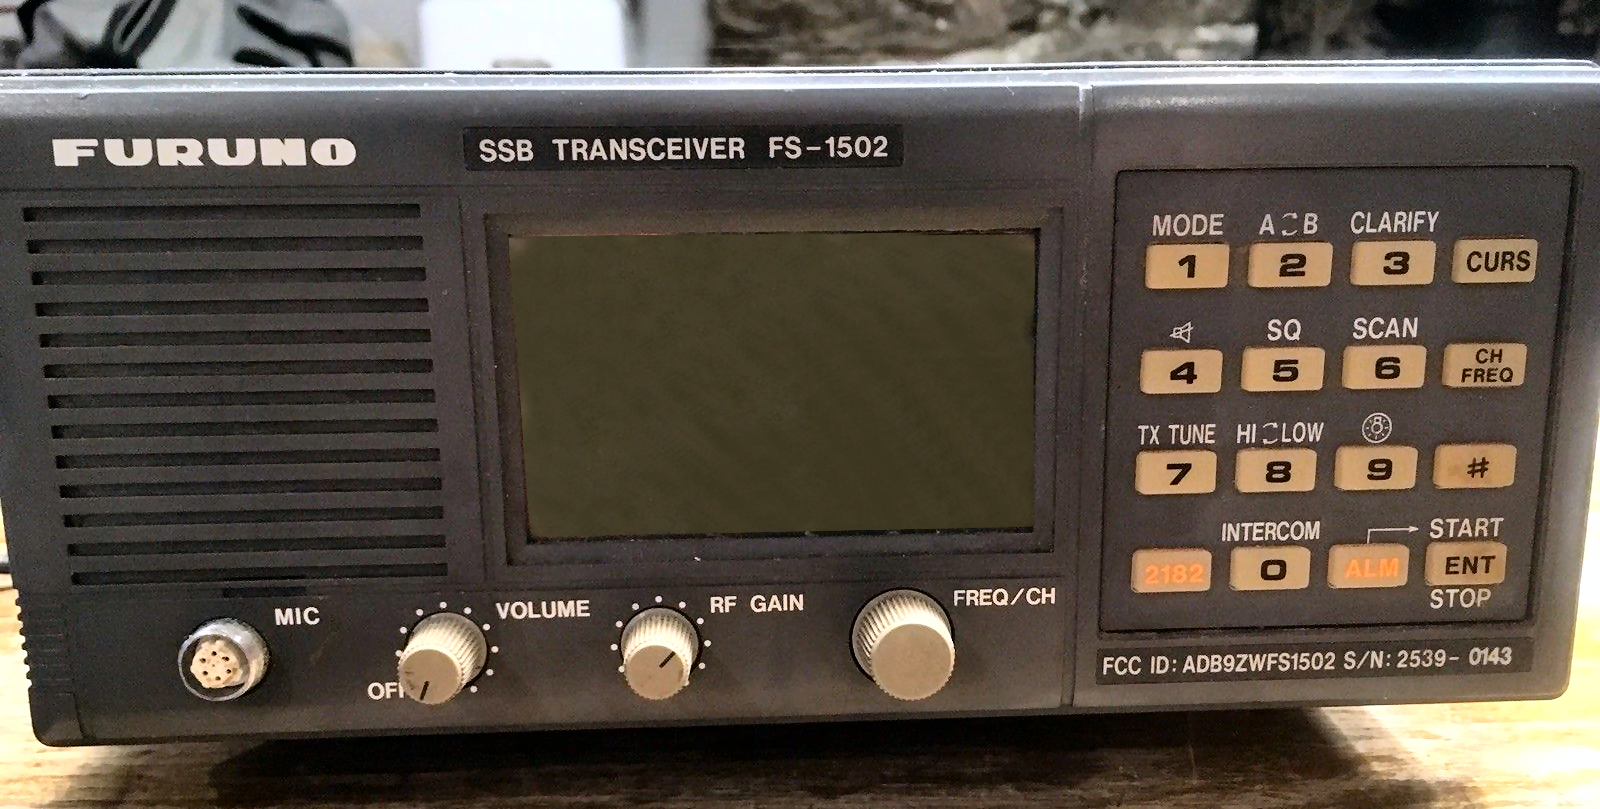 FURUNO
SSB TRANSCEIVER FS-1502
MODE A B CLARIFY
1 2 3 CURS
SQ SCAN
4 5 6 CH FREQ
TX TUNE HI LOW
7 8 9 #
INTERCOM START
2182 0 ALM ENT
STOP
MIC VOLUME RF GAIN FREQ/CH
OFF
FCC ID: ADB9ZWFS1502 S/N: 2539- 0143